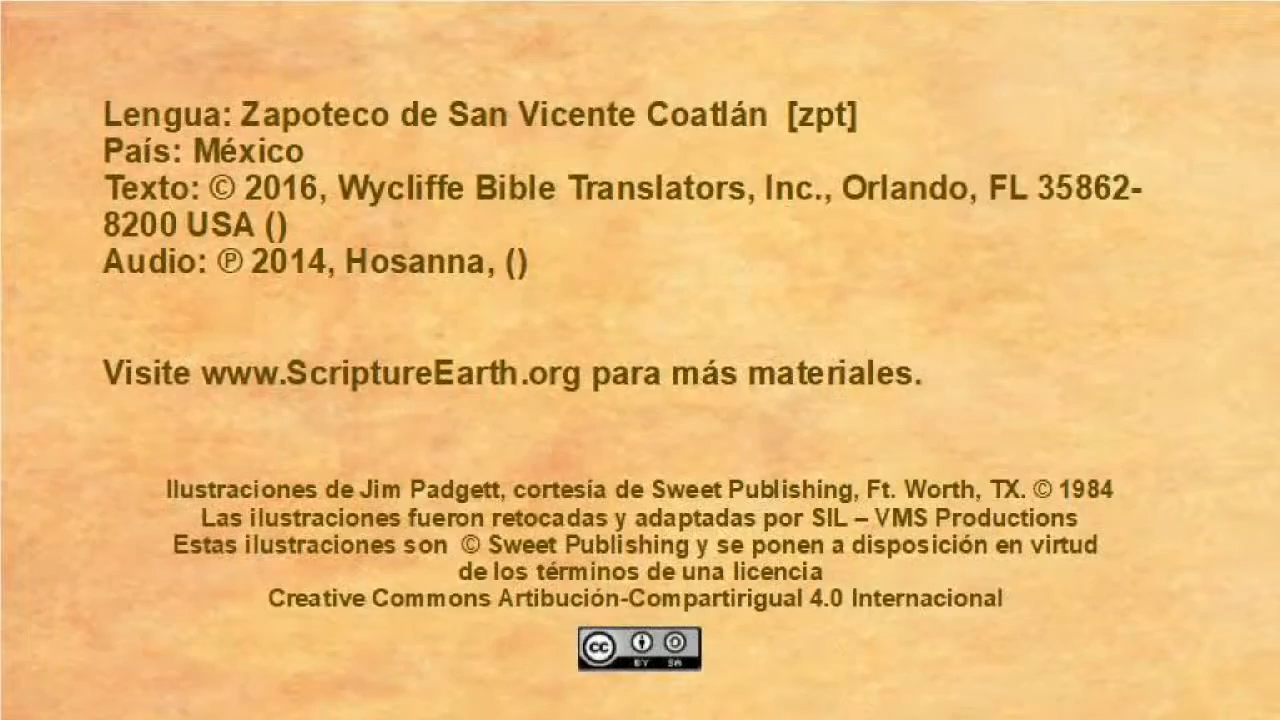 Lengua: Zapoteco de San Vicente Coatlán [zpt]
País: México
Texto: © 2016, Wycliffe Bible Translators, Inc., Orlando, FL 35862-
8200 USA ()
Audio: ℗ 2014, Hosanna, ()
Visite www.ScriptureEarth.org para más materiales.
Ilustraciones de Jim Padgett, cortesía de Sweet Publishing, Ft. Worth, TX. © 1984
Las ilustraciones fueron retocadas y adaptadas por SIL – VMS Productions
Estas ilustraciones son © Sweet Publishing y se ponen a disposición en virtud
de los términos de una licencia
Creative Commons Artibución-Compartirigual 4.0 Internacional
cc BY SA